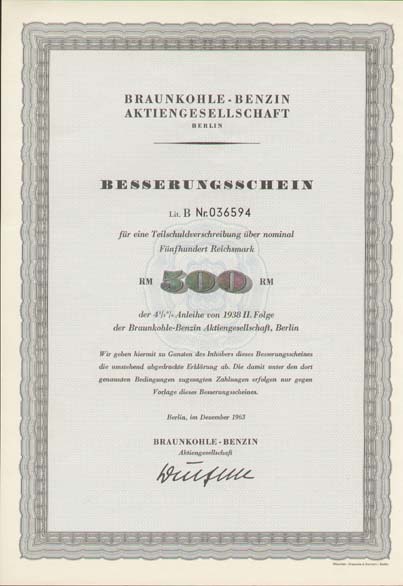 BRAUNKOHLE-BENZIN
AKTIENGESELLSCHAFT
BERLIN
BESSERUNGSSCHEIN
Lit. B Nr. 036594
für eine Teilschuldverschreibung über nominal
Fünfhundert Reichsmark
RM 500 RM
der 4½% Anleihe von 1938 II. Folge
der Braunkohle-Benzin Aktiengesellschaft, Berlin
Wir geben hiermit zu Gunsten des Inhabers dieses Besserungsscheines
die umstehend abgedruckte Erklärung ab. Die damit unter den dort
genannten Bedingungen zugesagten Zahlungen erfolgen nur gegen
Vorlage dieses Besserungsscheines.
Berlin, im Dezember 1963
BRAUNKOHLE-BENZIN
Aktiengesellschaft